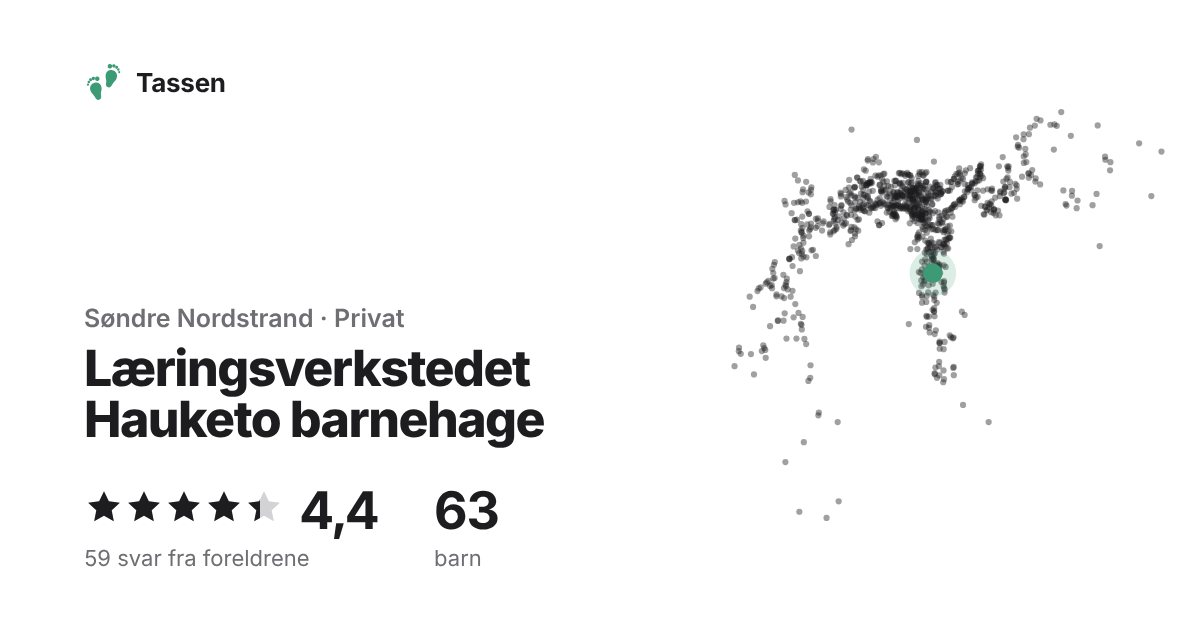 Tassen
Søndre Nordstrand · Privat
Læringsverkstedet
Hauketo barnehage
4,4
63
59 svar fra foreldrene
barn